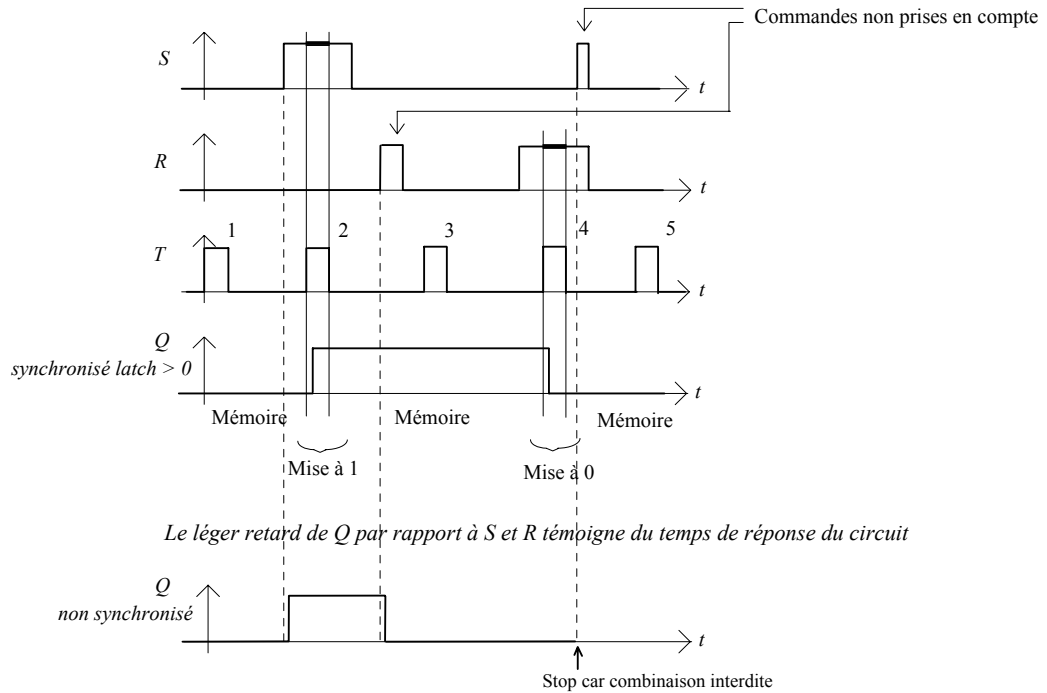 Commandes non prises en compte
S
t
R
t
1 2 3 4 5
T
t
Q
synchronisé latch > 0
t
Mémoire Mémoire Mémoire
Mise à 1 Mise à 0
Le léger retard de Q par rapport à S et R témoigne du temps de réponse du circuit
Q
non synchronisé
t
Stop car combinaison interdite